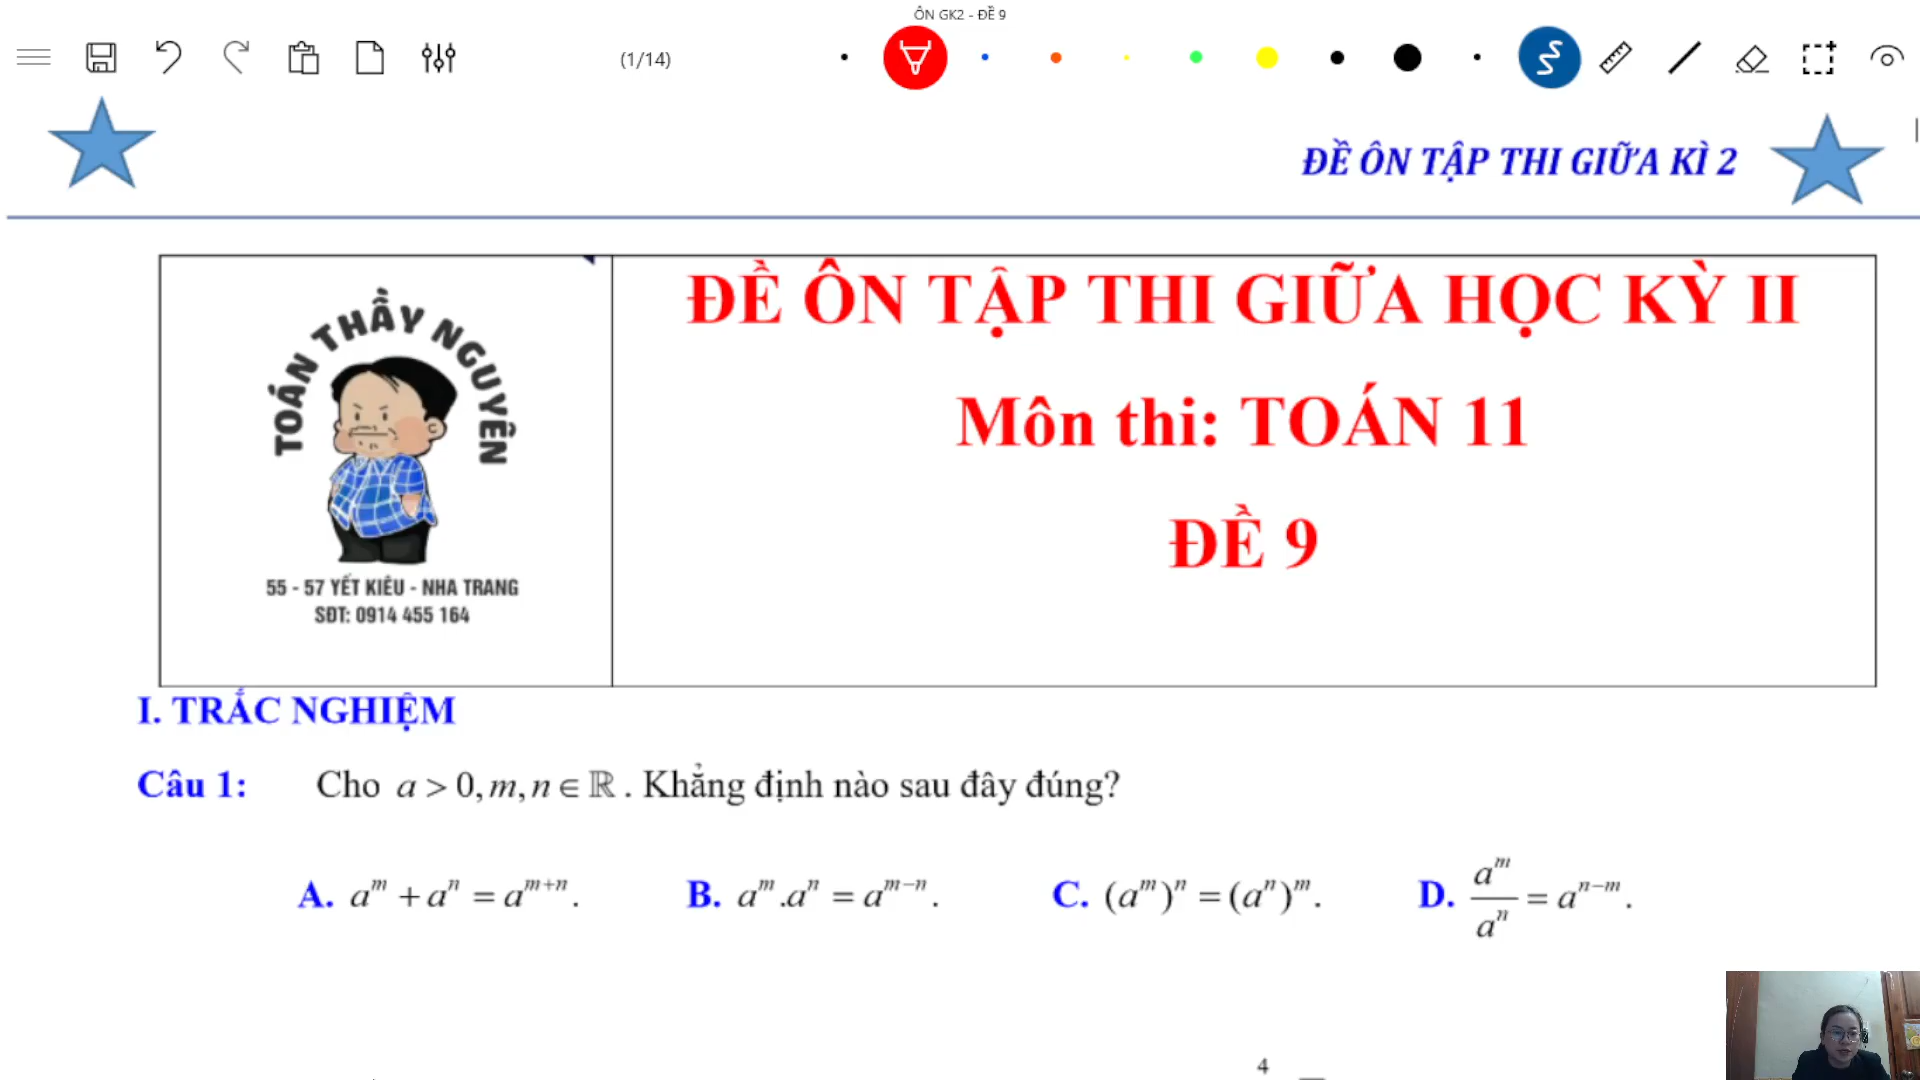 ÔN GK2 - ĐỀ 9
(1/14)
ĐỀ ÔN TẬP THI GIỮA KÌ 2
TOÁN THẦY NGUYÊN
55 - 57 YẾT KIÊU - NHA TRANG
SĐT: 0914 455 164
ĐỀ ÔN TẬP THI GIỮA HỌC KỲ II
Môn thi: TOÁN 11
ĐỀ 9
I. TRẮC NGHIỆM
Câu 1: Cho a > 0, m, n ∈ ℝ . Khẳng định nào sau đây đúng?
A. a^m + a^n = a^{m+n}. B. a^m.a^n = a^{m−n}. C. (a^m)^n = (a^n)^m. D. a^m/a^n = a^{n−m}.
4